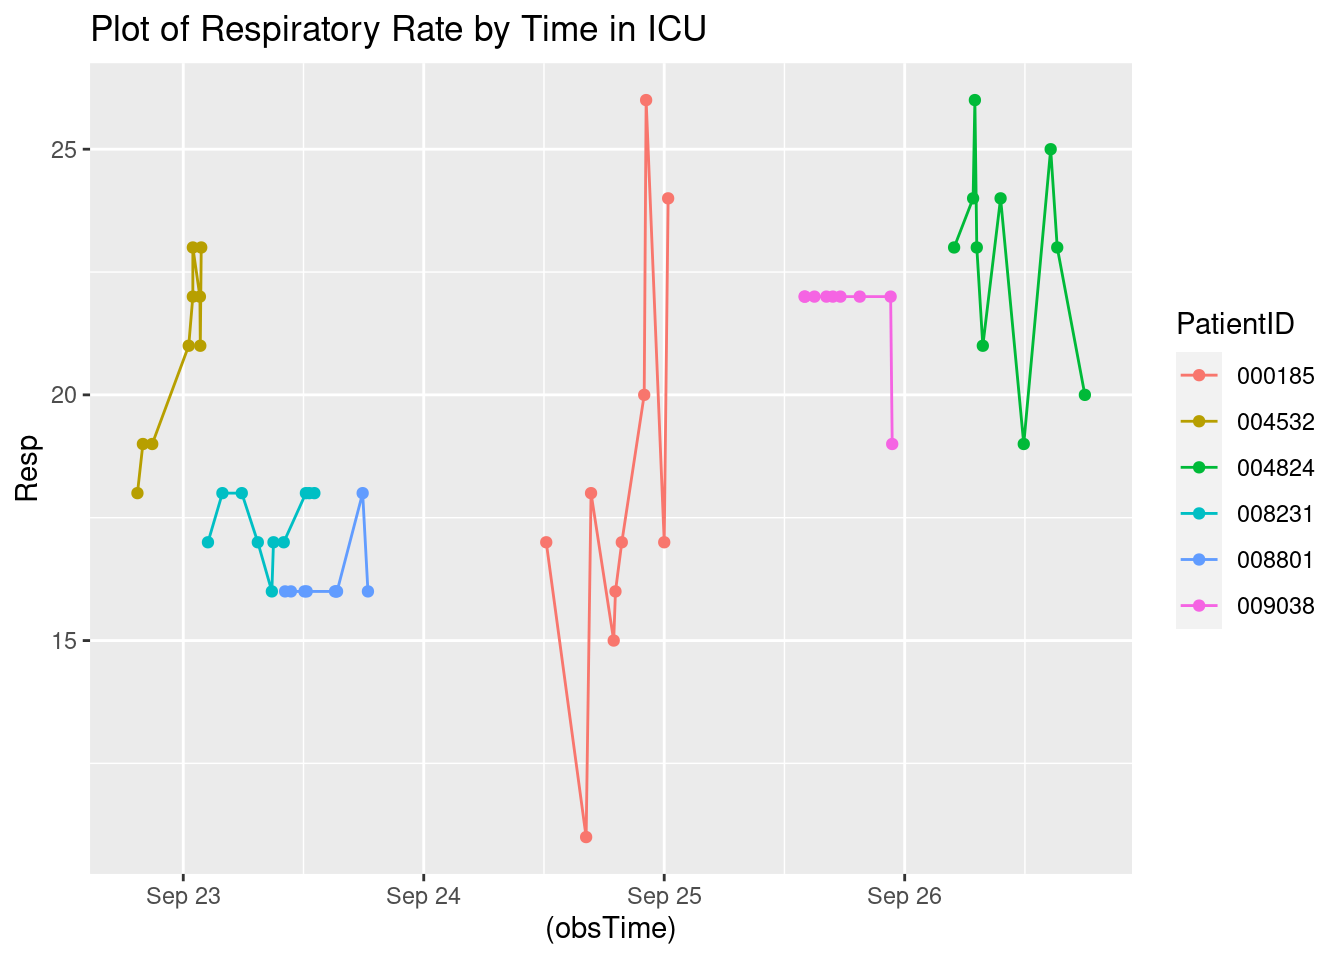 Plot of Respiratory Rate by Time in ICU
25
20
15
Resp
Sep 23
Sep 24
Sep 25
Sep 26
(obsTime)
PatientID
000185
004532
004824
008231
008801
009038